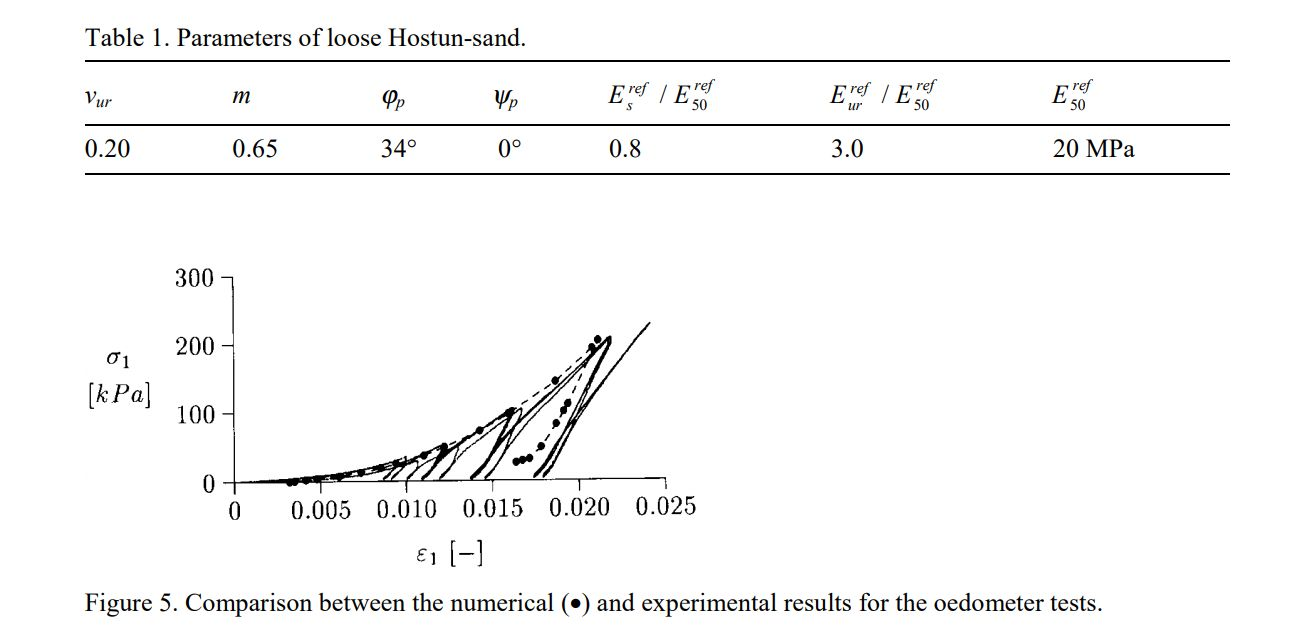 Table 1. Parameters of loose Hostun-sand.
ν_ur m φ_p ψ_p E_s^ref / E_50^ref E_ur^ref / E_50^ref E_50^ref
0.20 0.65 34° 0° 0.8 3.0 20 MPa
300
200
σ1
[kPa]
100
0
0 0.005 0.010 0.015 0.020 0.025
ε1 [−]
Figure 5. Comparison between the numerical (●) and experimental results for the oedometer tests.